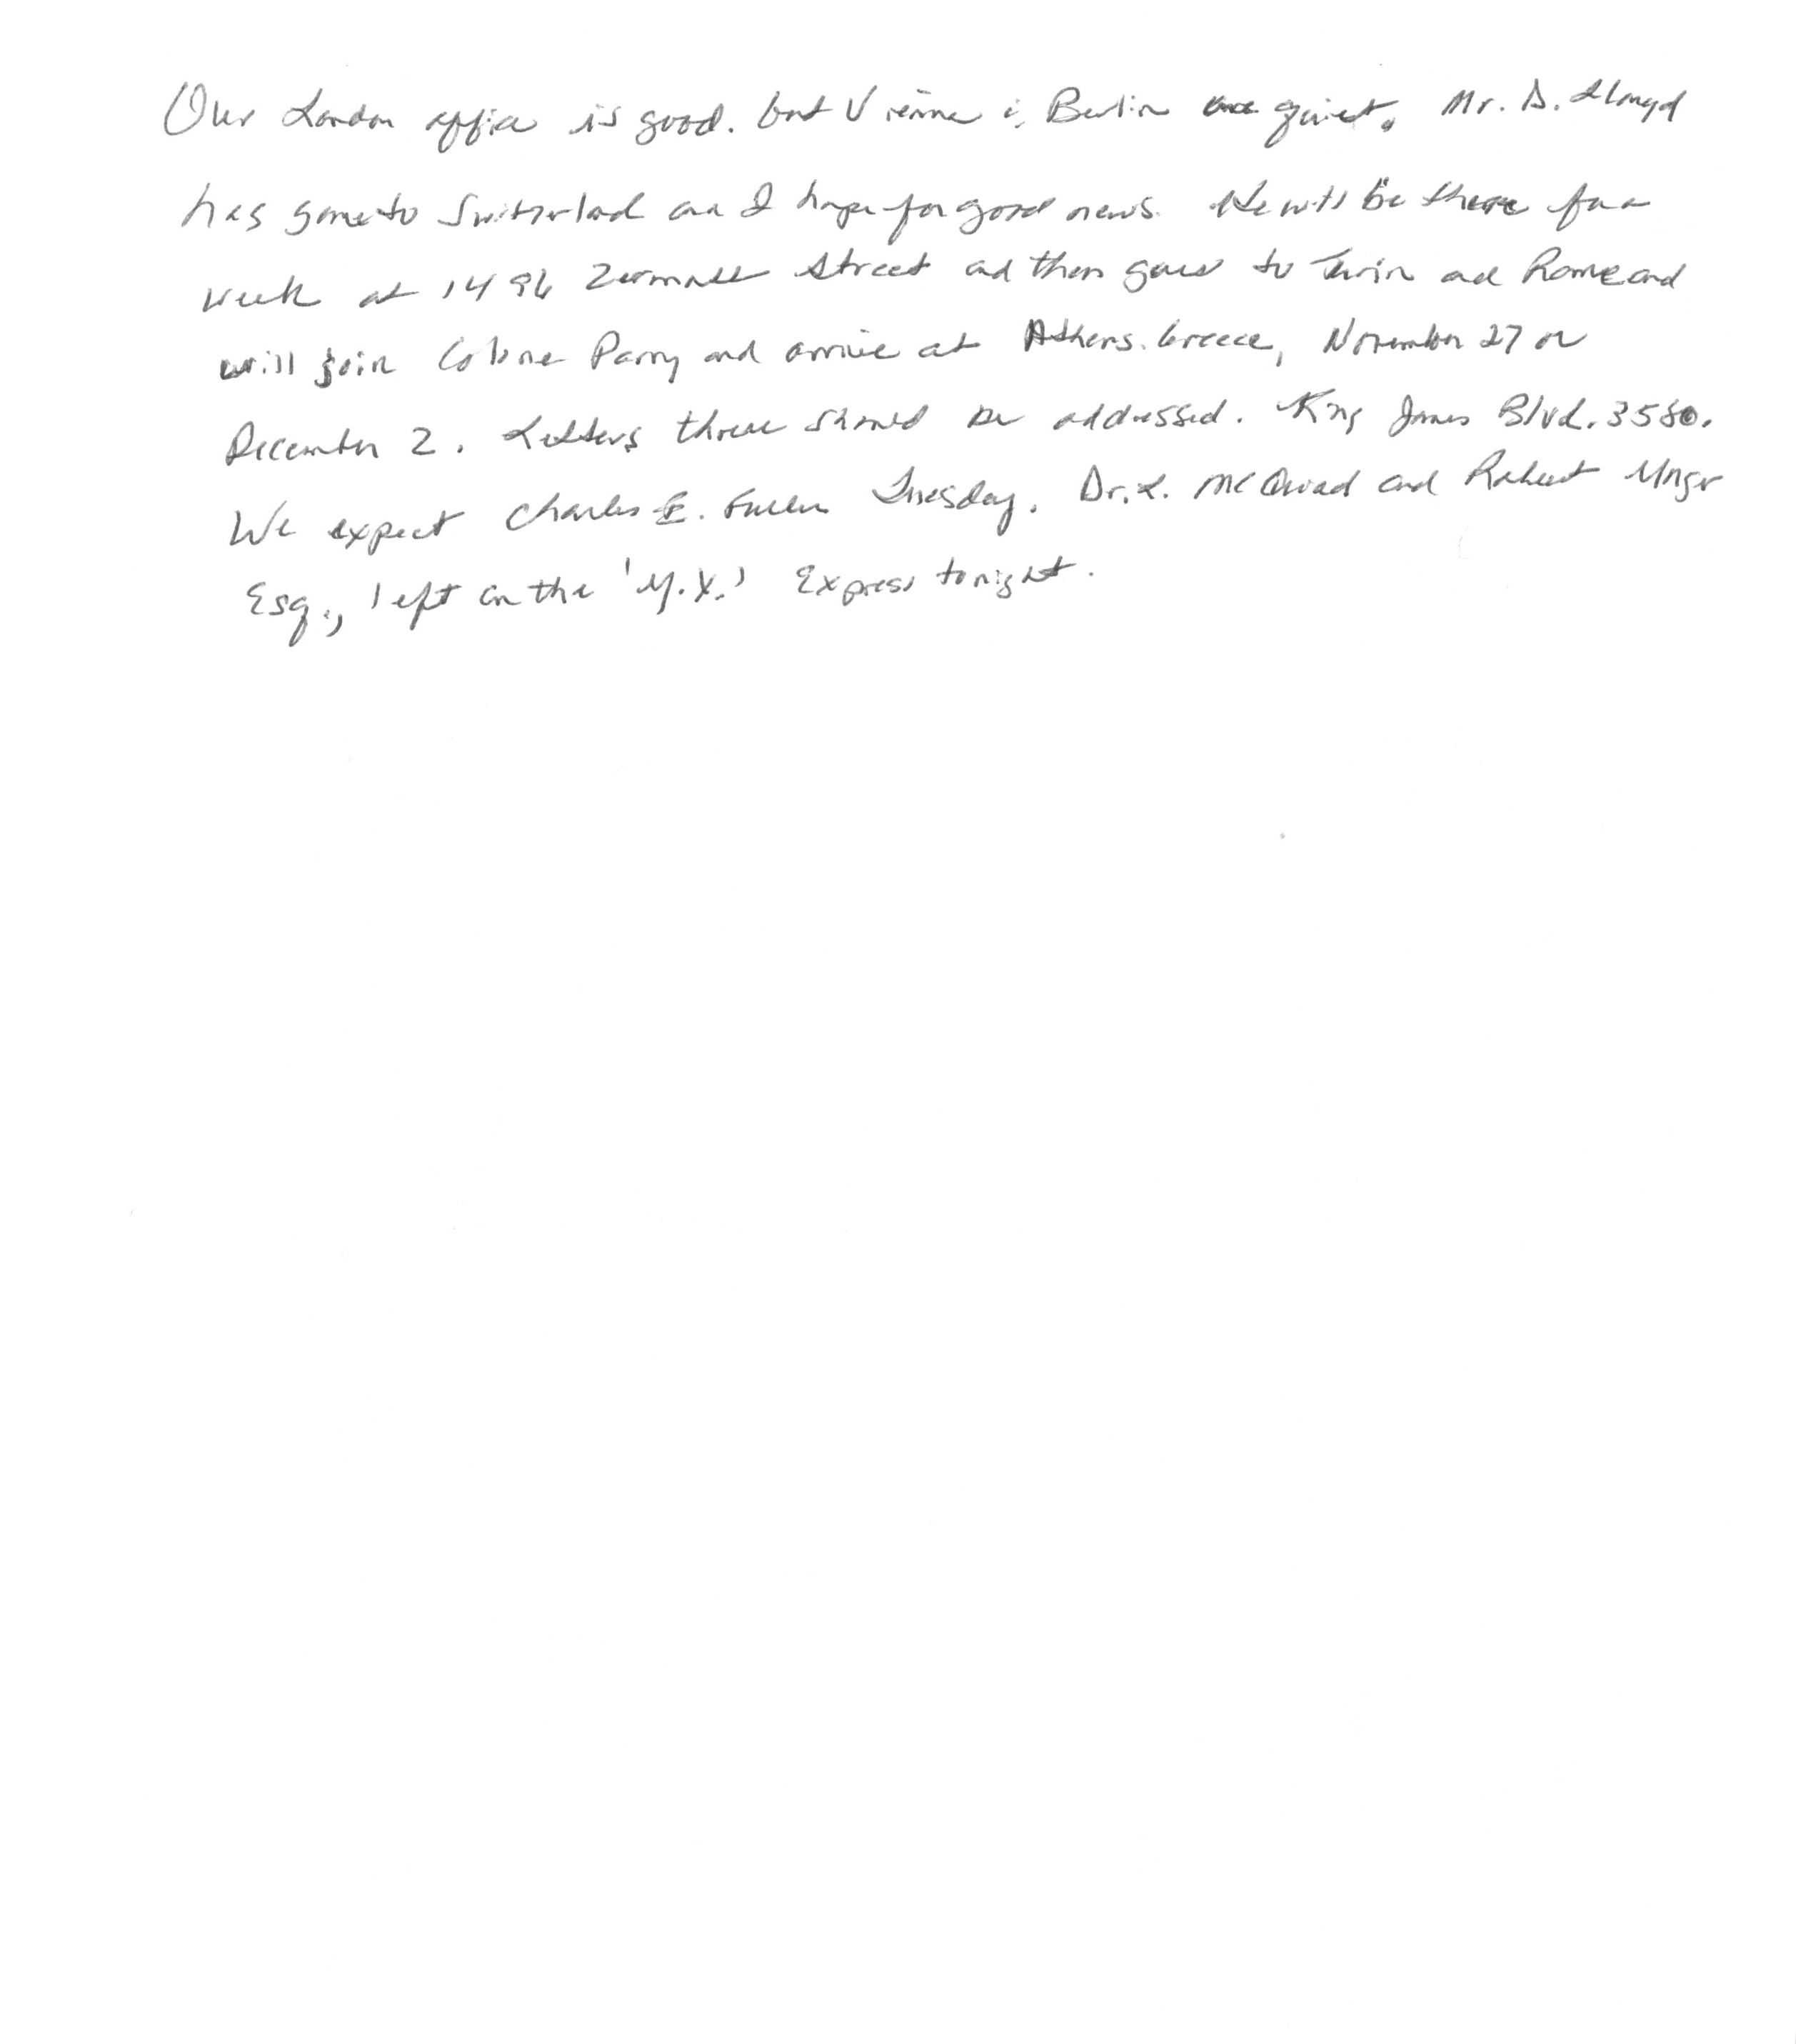 Our London office is good. but Vienna & Berlin are quiet. Mr. D. Lloyd
has gone to Switzerland and I hope for good news. He will be there for a
week at 1496 Zermatt Street and then goes to Turin and Rome and
will join Colone Parry and arrive at Athens. Greece, November 27 or
December 2. Letters there should be addressed. King James Blvd. 3580.
We expect Charles E. Fuller Tuesday. Dr. L. McQuad and Robert Unger
Esq., left on the 'Y.X.' Express tonight.